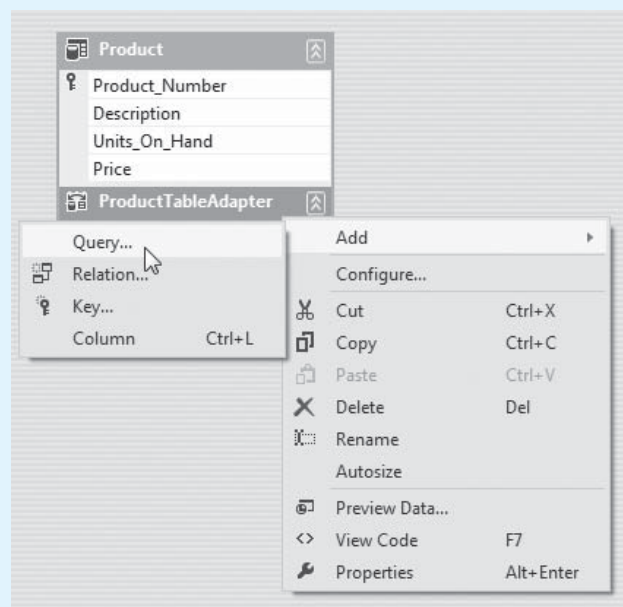 Product
Product_Number
Description
Units_On_Hand
Price
ProductTableAdapter
Query...
Relation...
Key...
Column Ctrl+L
Add
Configure...
Cut Ctrl+X
Copy Ctrl+C
Paste Ctrl+V
Delete Del
Rename
Autosize
Preview Data...
View Code F7
Properties Alt+Enter